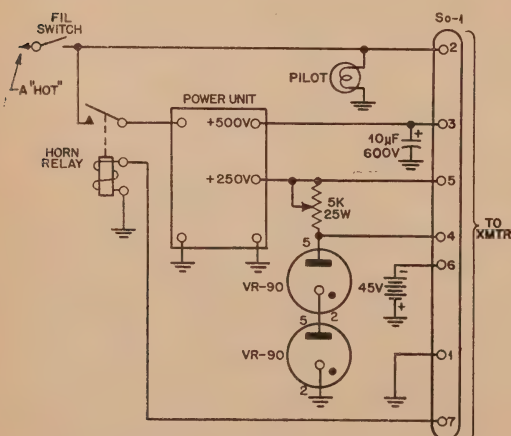 FIL
SWITCH
A "HOT"
HORN
RELAY
POWER UNIT
+500V
+250V
PILOT
10μF
600V
5K
25W
5
VR-90
2
5
VR-90
2
45V
-
+
+
So-1
2
3
5
4
6
1
7
TO
XMTR